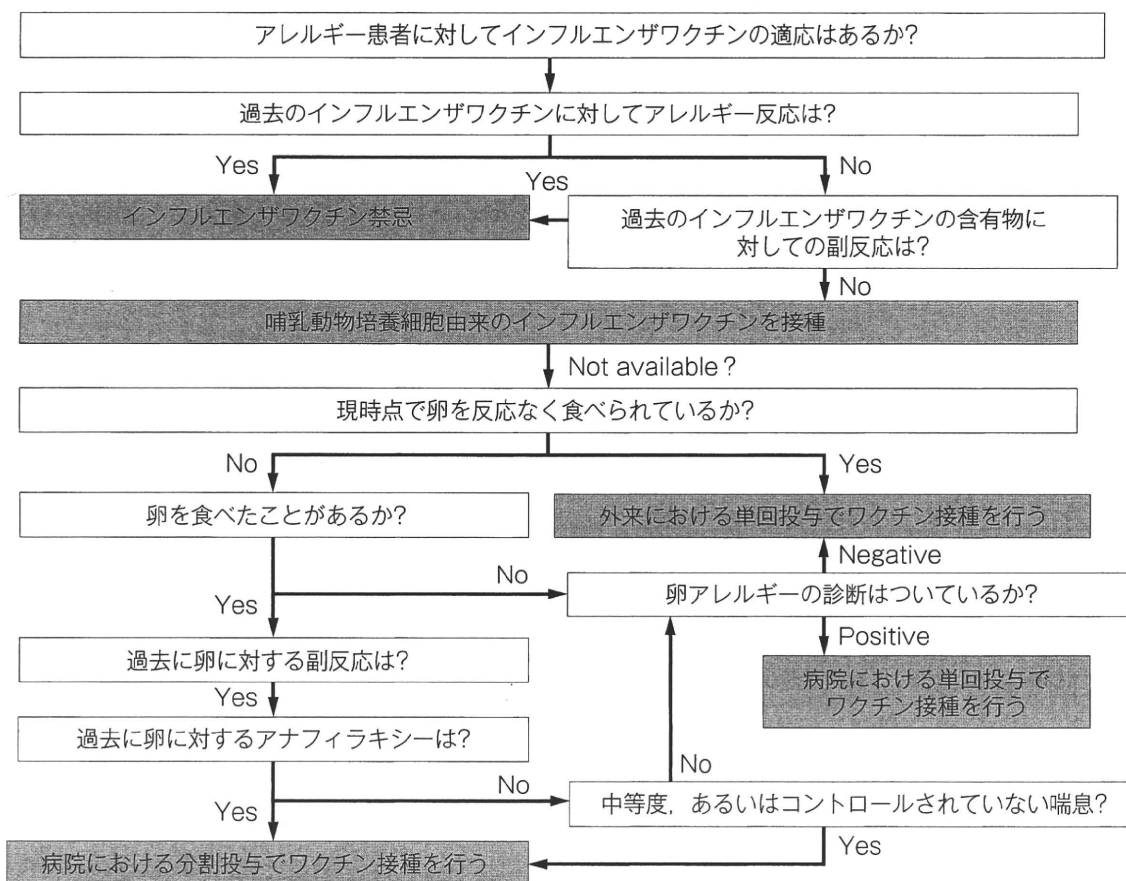 アレルギー患者に対してインフルエンザワクチンの適応はあるか?
過去のインフルエンザワクチンに対してアレルギー反応は?
Yes
No
Yes
インフルエンザワクチン禁忌
過去のインフルエンザワクチンの含有物に
対しての副反応は?
No
哺乳動物培養細胞由来のインフルエンザワクチンを接種
Not available?
現時点で卵を反応なく食べられているか?
No
Yes
卵を食べたことがあるか?
外来における単回投与でワクチン接種を行う
Negative
No
卵アレルギーの診断はついているか?
Yes
Positive
過去に卵に対する副反応は?
病院における単回投与で
ワクチン接種を行う
Yes
過去に卵に対するアナフィラキシーは?
No
No
中等度,あるいはコントロールされていない喘息?
Yes
Yes
病院における分割投与でワクチン接種を行う